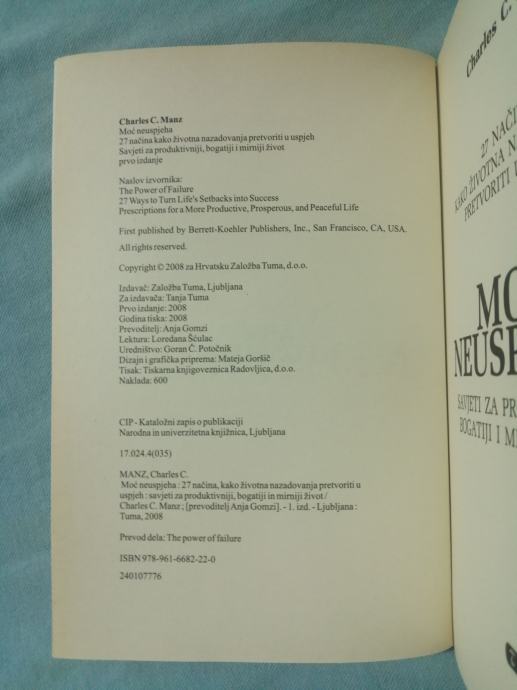 Charles C. Manz
Moć neuspjeha
27 načina kako životna nazadovanja pretvoriti u uspjeh
Savjeti za produktivniji, bogatiji i mirniji život
prvo izdanje
Naslov izvornika:
The Power of Failure
27 Ways to Turn Life's Setbacks into Success
Prescriptions for a More Productive, Prosperous, and Peaceful Life
First published by Berrett-Koehler Publishers, Inc., San Francisco, CA, USA.
All rights reserved.
Copyright © 2008 za Hrvatsku Založba Tuma, d.o.o.
Izdavač: Založba Tuma, Ljubljana
Za izdavača: Tanja Tuma
Prvo izdanje: 2008
Godina tiska: 2008
Prevoditelj: Anja Gomzi
Lektura: Loredana Šćulac
Uredništvo: Goran Č. Potočnik
Dizajn i grafička priprema: Mateja Goršič
Tisak: Tiskarna knjigoveznica Radovljica, d.o.o.
Naklada: 600
CIP - Kataložni zapis o publikaciji
Narodna in univerzitetna knjižnica, Ljubljana
17.024.4(035)
MANZ, Charles C.
Moć neuspjeha : 27 načina, kako životna nazadovanja pretvoriti u
uspjeh : savjeti za produktivniji, bogatiji in mirniji život /
Charles C. Manz ; [prevoditelj Anja Gomzi]. - 1. izd. - Ljubljana :
Tuma, 2008
Prevod dela: The power of failure
ISBN 978-961-6682-22-0
240107776
Charles C.
27 NAČI
KAKO ŽIVOTNA N
PRETVORITI U
MO
NEUSP
SAVJETI ZA PR
BOGATIJI I MI